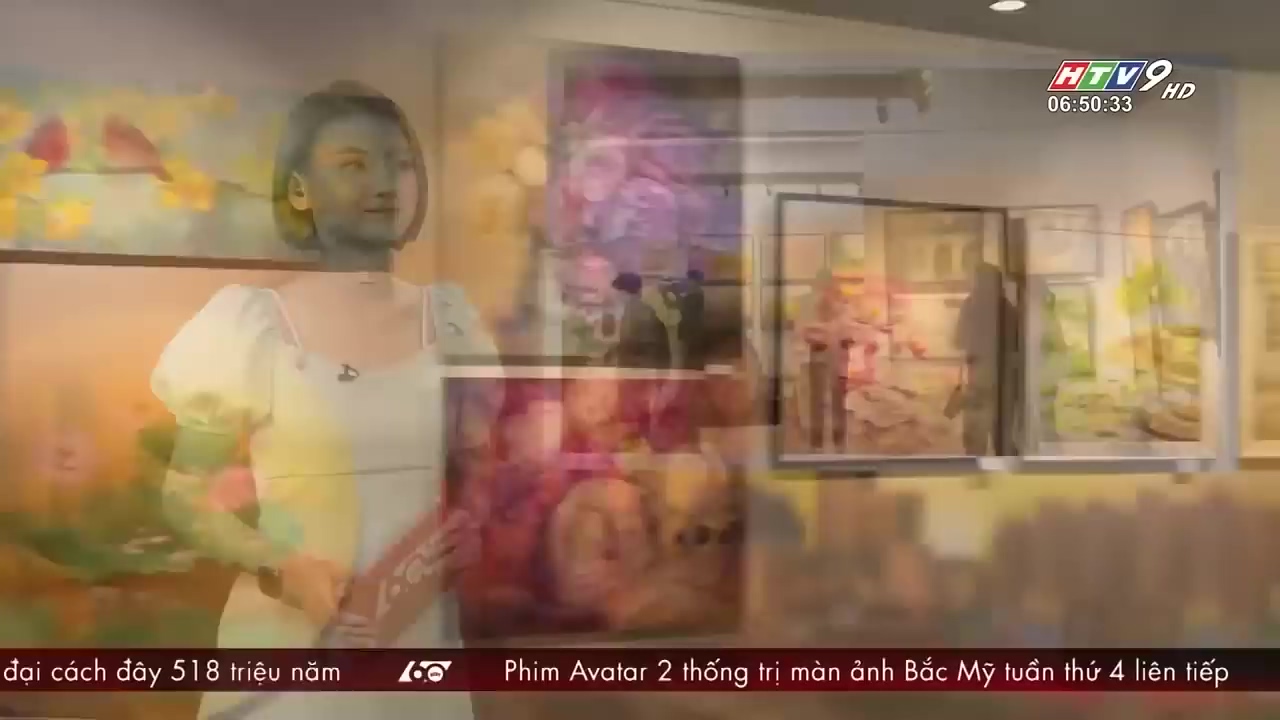 HTV9 HD
06:50:33
đại cách đây 518 triệu năm 60 Phim Avatar 2 thống trị màn ảnh Bắc Mỹ tuần thứ 4 liên tiếp